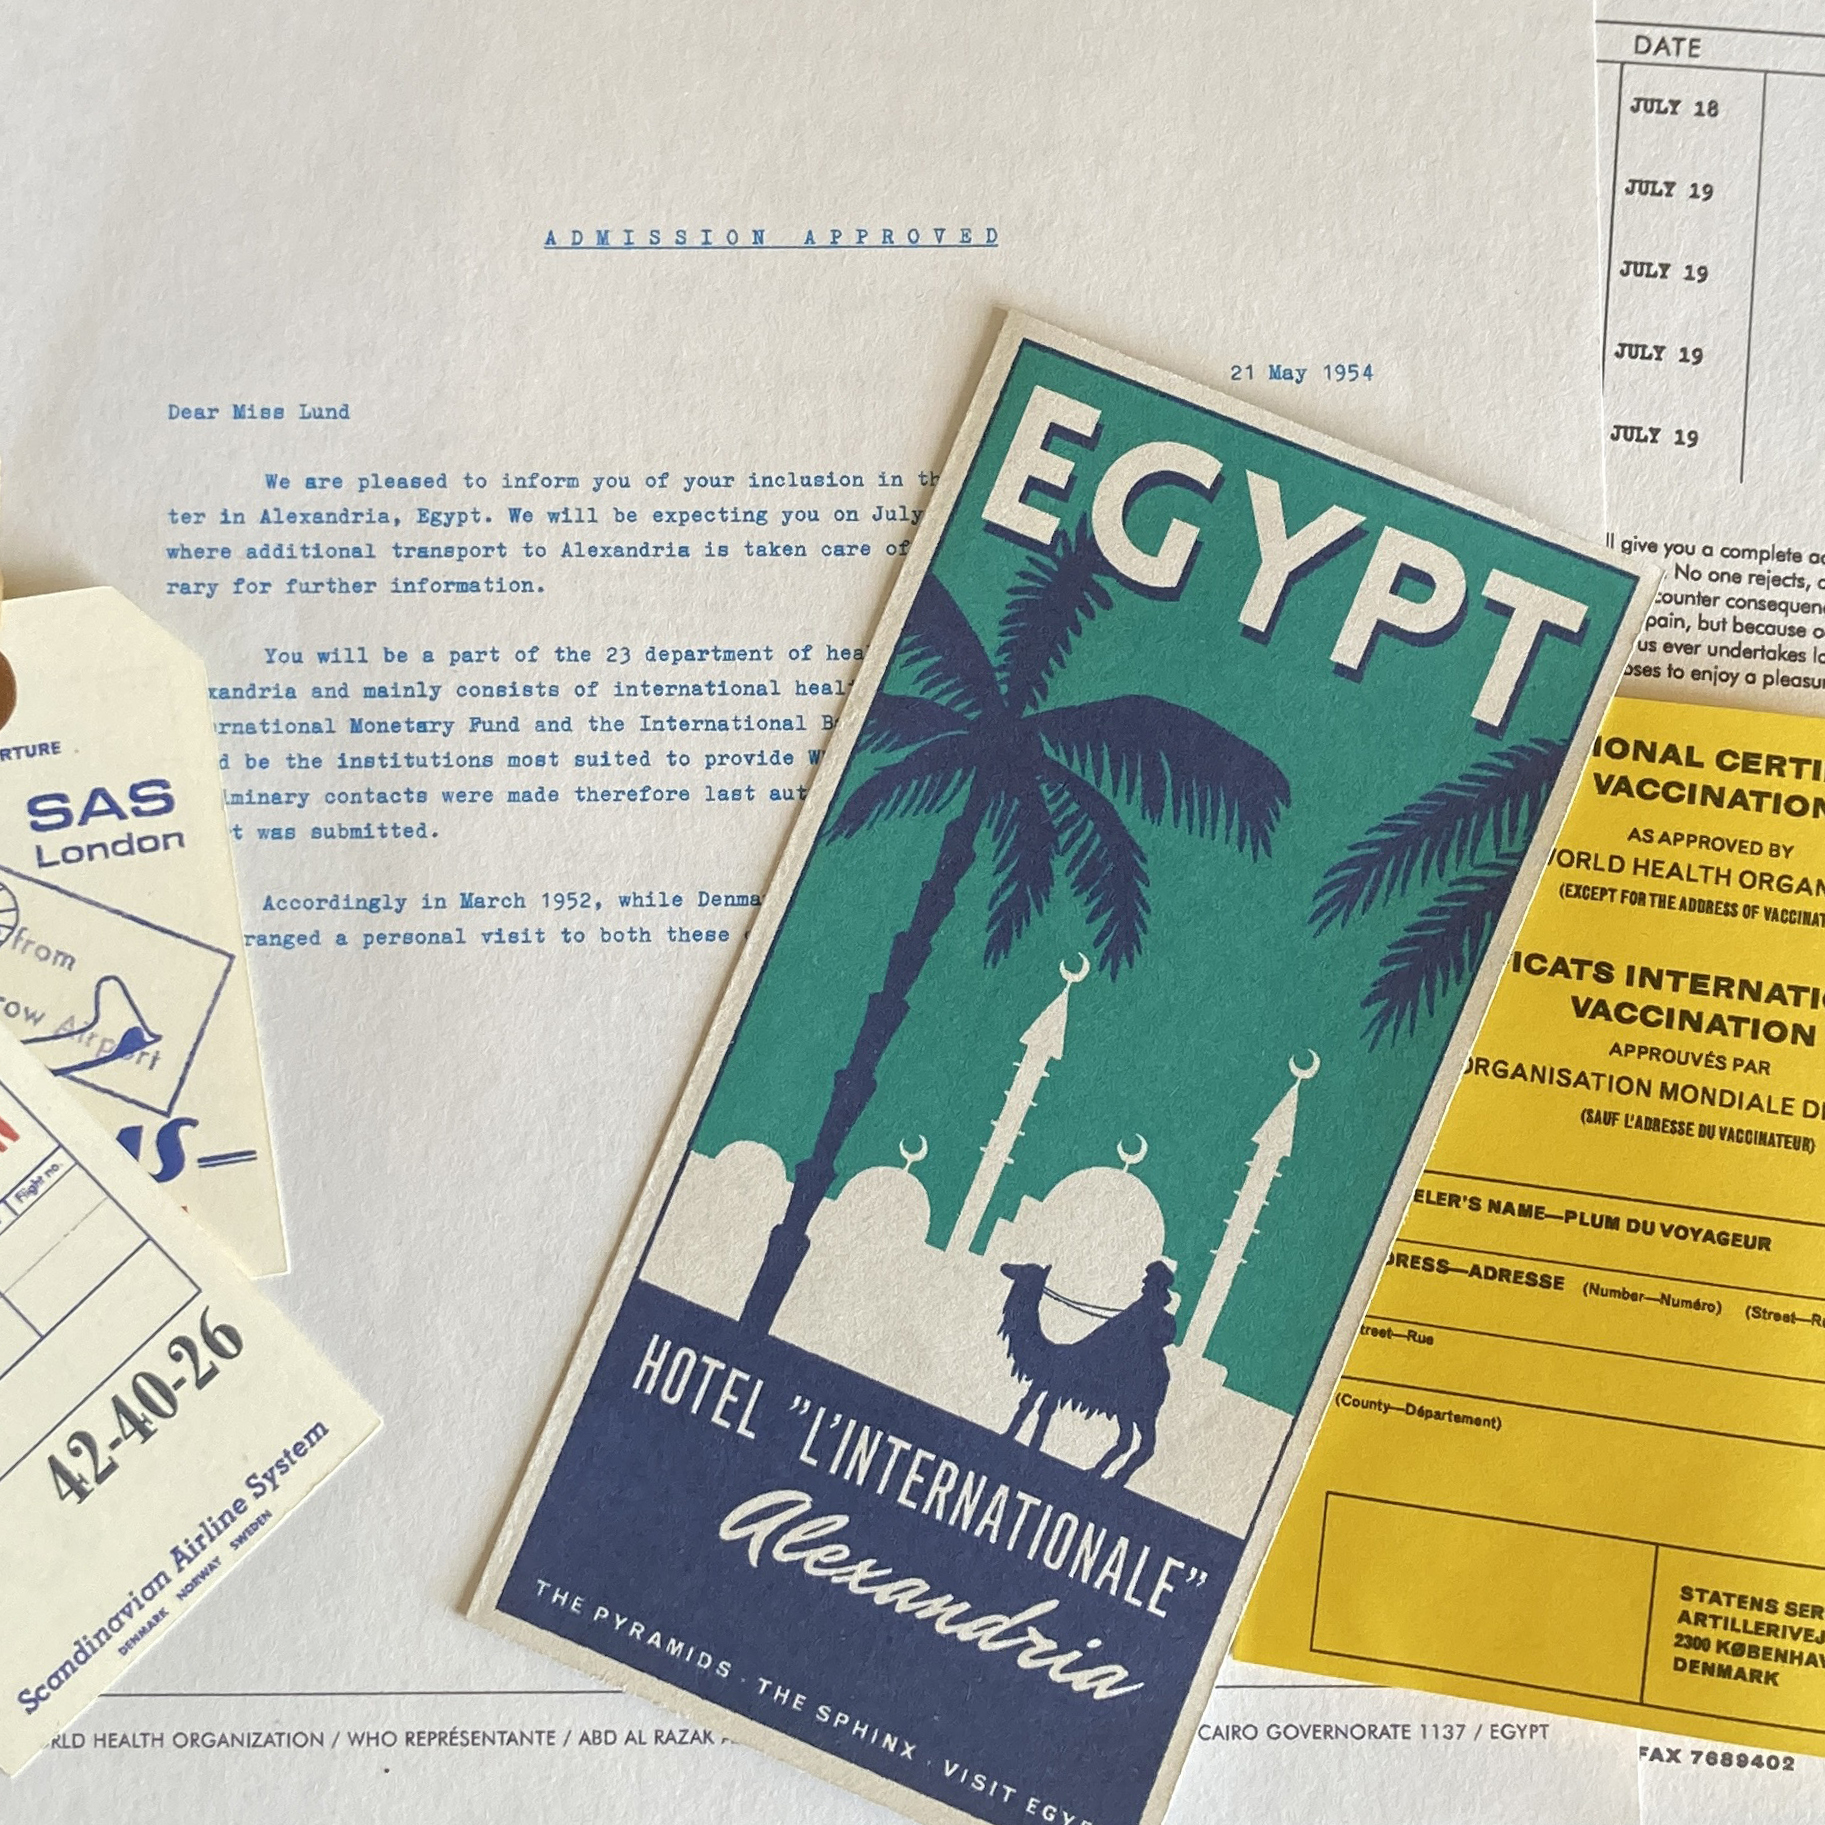 ADMISSION APPROVED
21 May 1954
Dear Miss Lund
We are pleased to inform you of your inclusion in
ter in Alexandria, Egypt. We will be expecting you on July
where additional transport to Alexandria is taken care of
rary for further information.
You will be a part of the 23 department of hea
xandria and mainly consists of international heal
rnational Monetary Fund and the International B
d be the institutions most suited to provide W
minary contacts were made therefore last aut
t was submitted.
Accordingly in March 1952, while Denma
ranged a personal visit to both these
RLD HEALTH ORGANIZATION / WHO REPRÉSENTANTE / ABD AL RAZAK
CAIRO GOVERNORATE 1137 / EGYPT
RTURE
SAS
London
from
row Airport
Flight no.
42-40-26
Scandinavian Airline System
DENMARK NORWAY SWEDEN
EGYPT
HOTEL "L'INTERNATIONALE"
Alexandria
THE PYRAMIDS · THE SPHINX · VISIT EGYP
DATE
JULY 18
JULY 19
JULY 19
JULY 19
JULY 19
ll give you a complete ac
. No one rejects,
counter consequen
pain, but because o
us ever undertakes la
oses to enjoy a pleasu
IONAL CERTI
VACCINATION
AS APPROVED BY
WORLD HEALTH ORGAN
(EXCEPT FOR THE ADDRESS OF VACCINAT
ICATS INTERNATIO
VACCINATION
APPROUVÉS PAR
ORGANISATION MONDIALE DE
(SAUF L'ADRESSE DU VACCINATEUR)
ELER'S NAME—PLUM DU VOYAGEUR
DRESS—ADRESSE (Number—Numéro) (Street—Ru
treet—Rue
(County—Département)
STATENS SER
ARTILLERIVEJ
2300 KØBENHAV
DENMARK
FAX 7689402